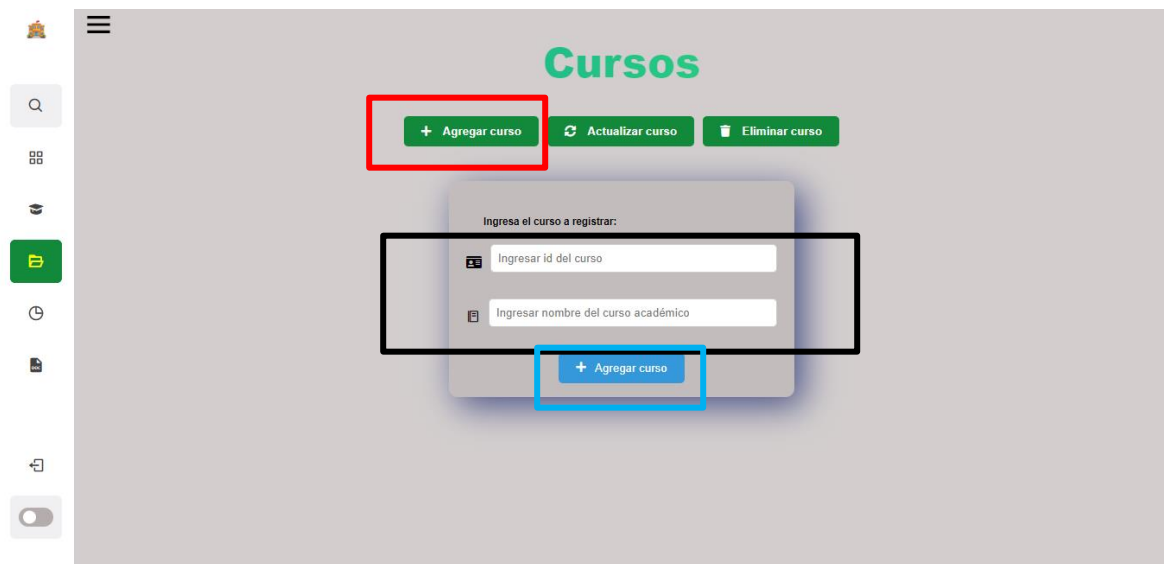 Cursos
+ Agregar curso Actualizar curso Eliminar curso
Ingresa el curso a registrar:
Ingresar id del curso
Ingresar nombre del curso académico
+ Agregar curso